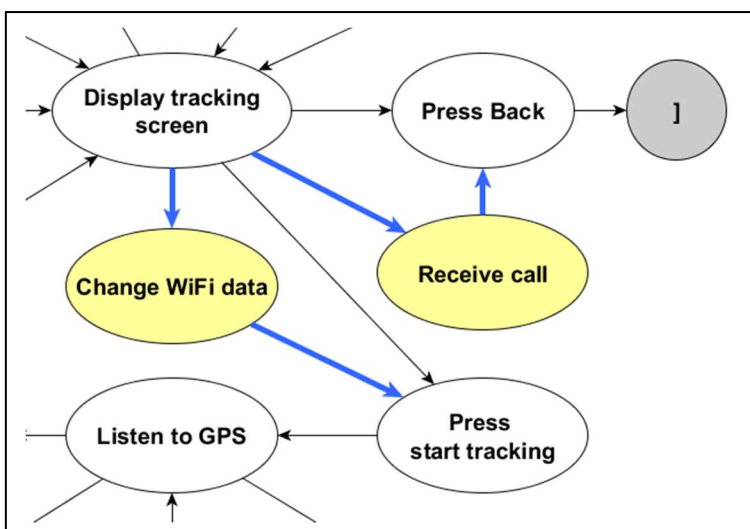 Display tracking
screen
Press Back
]
Change WiFi data
Receive call
Listen to GPS
Press
start tracking